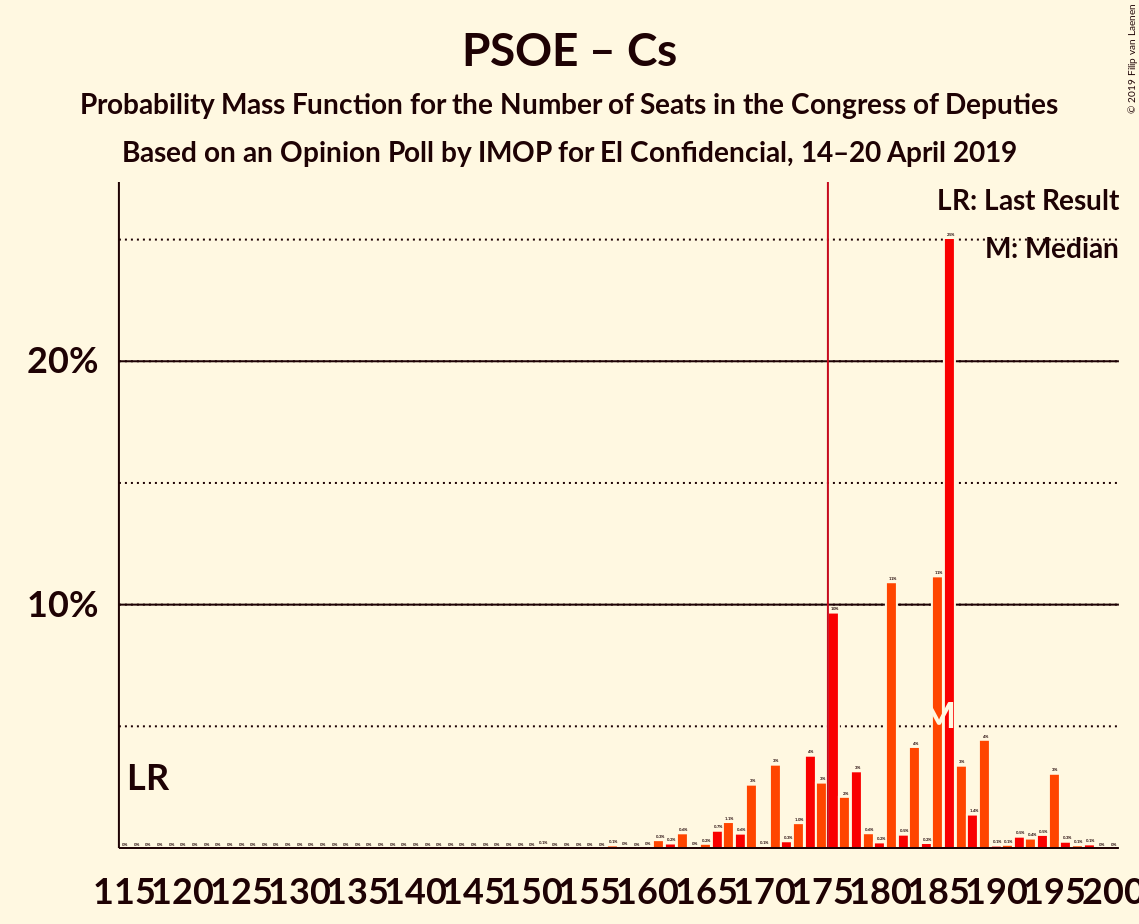 PSOE – Cs
Probability Mass Function for the Number of Seats in the Congress of Deputies
Based on an Opinion Poll by IMOP for El Confidencial, 14–20 April 2019
© 2019 Filip van Laenen
LR: Last Result
M: Median
20%
10%
LR
M
115 120 125 130 135 140 145 150 155 160 165 170 175 180 185 190 195 200